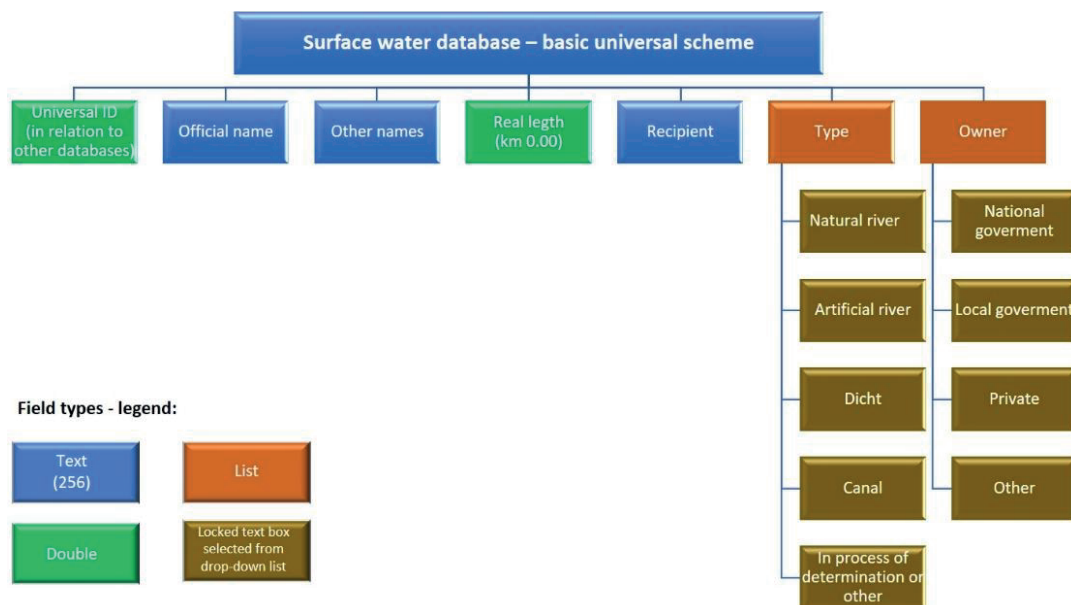 Surface water database – basic universal scheme
Universal ID
(in relation to
other databases)
Official name
Other names
Real legth
(km 0.00)
Recipient
Type
Owner
Natural river
National
goverment
Artificial river
Local goverment
Dicht
Private
Canal
Other
In process of
determination or
other
Field types - legend:
Text
(256)
List
Double
Locked text box
selected from
drop-down list